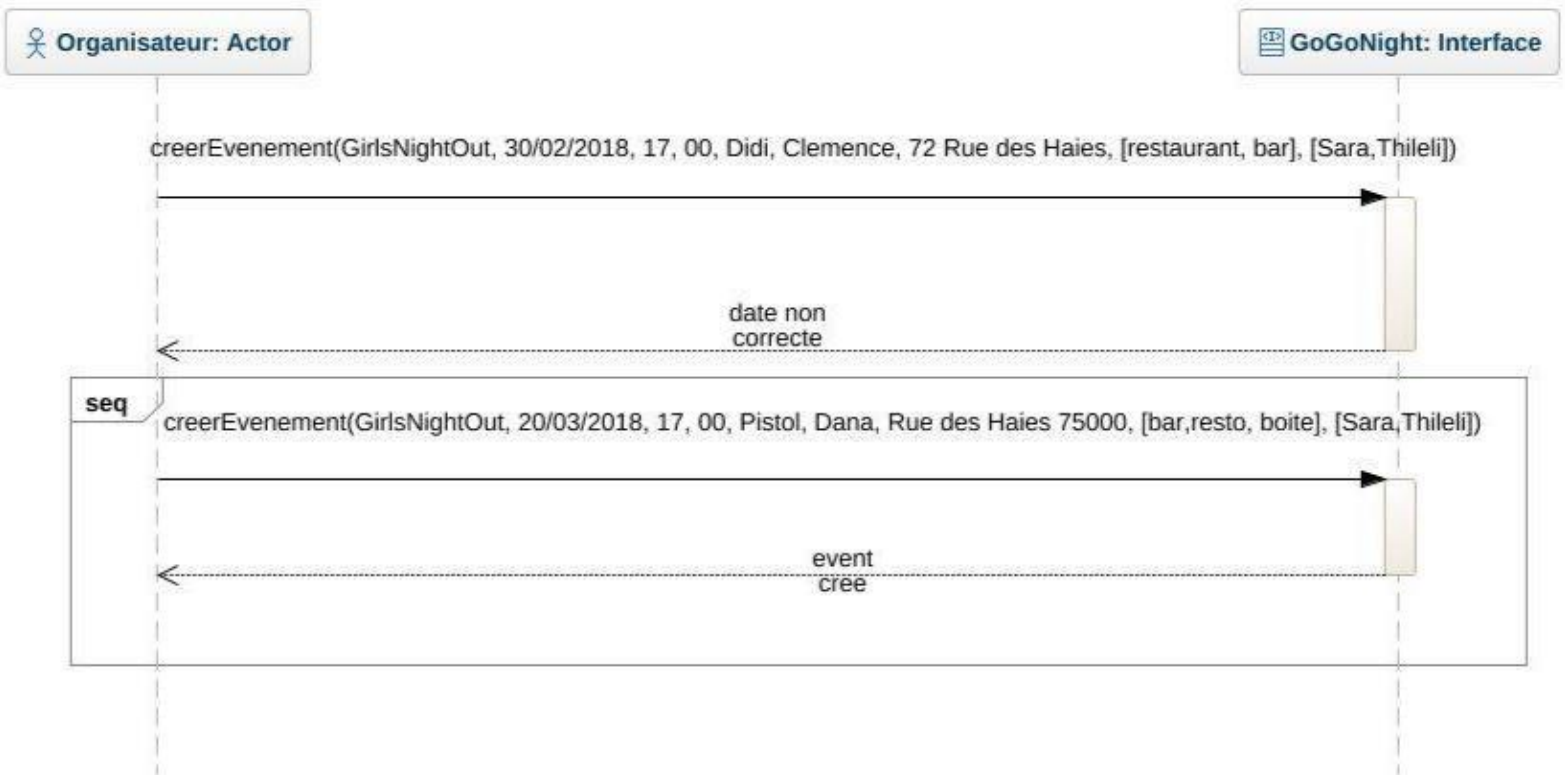 Organisateur: Actor
GoGoNight: Interface
creerEvenement(GirlsNightOut, 30/02/2018, 17, 00, Didi, Clemence, 72 Rue des Haies, [restaurant, bar], [Sara,Thileli])
date non
correcte
seq
creerEvenement(GirlsNightOut, 20/03/2018, 17, 00, Pistol, Dana, Rue des Haies 75000, [bar,resto, boite], [Sara,Thileli])
event
cree